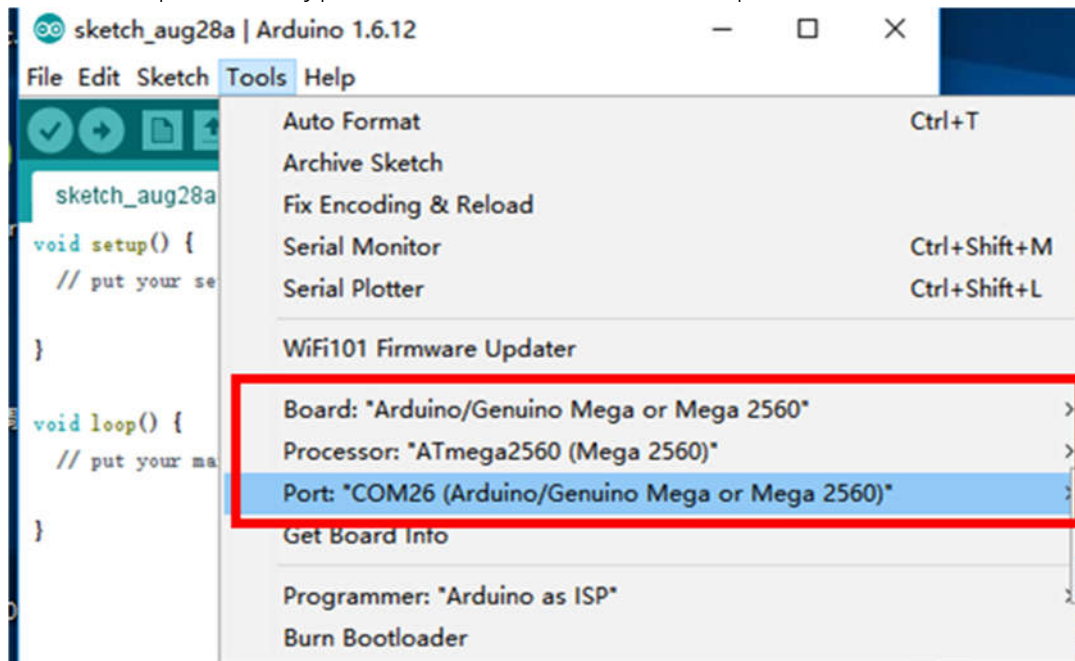 sketch_aug28a | Arduino 1.6.12
File Edit Sketch Tools Help
Auto Format Ctrl+T
Archive Sketch
sketch_aug28a
Fix Encoding & Reload
void setup() {
Serial Monitor Ctrl+Shift+M
// put your se
Serial Plotter Ctrl+Shift+L
}
WiFi101 Firmware Updater
Board: "Arduino/Genuino Mega or Mega 2560"
void loop() {
Processor: "ATmega2560 (Mega 2560)"
// put your ma
Port: "COM26 (Arduino/Genuino Mega or Mega 2560)"
}
Get Board Info
Programmer: "Arduino as ISP"
Burn Bootloader